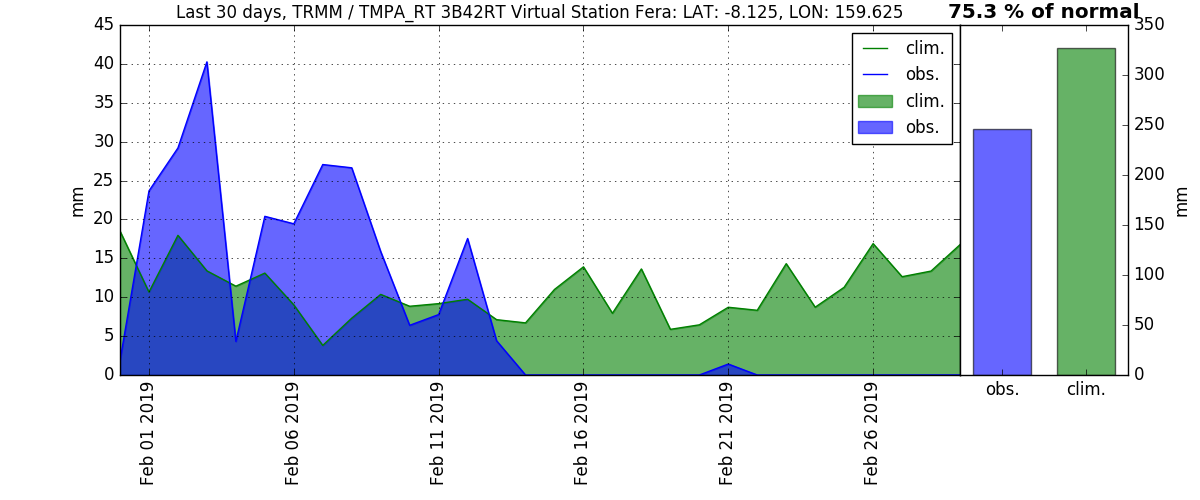 Last 30 days, TRMM / TMPA_RT 3B42RT Virtual Station Fera: LAT: -8.125, LON: 159.625
75.3 % of normal
45
40
35
30
25
20
15
10
5
0
mm
clim.
obs.
clim.
obs.
350
300
250
200
150
100
50
0
mm
obs.
clim.
Feb 01 2019
Feb 06 2019
Feb 11 2019
Feb 16 2019
Feb 21 2019
Feb 26 2019